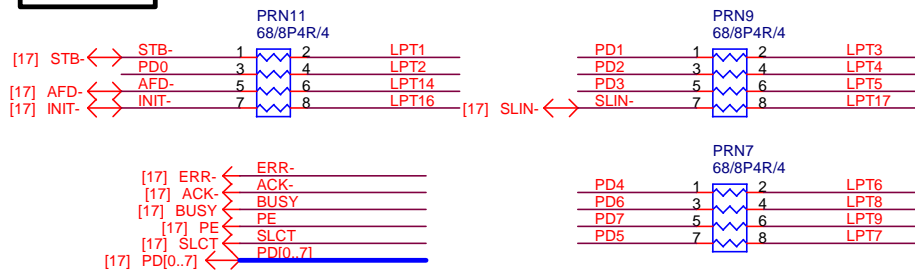 PRN11
68/8P4R/4
[17] STB- STB- 1 2 LPT1
PD0 3 4 LPT2
[17] AFD- AFD- 5 6 LPT14
[17] INIT- INIT- 7 8 LPT16
PRN9
68/8P4R/4
PD1 1 2 LPT3
PD2 3 4 LPT4
PD3 5 6 LPT5
[17] SLIN- SLIN- 7 8 LPT17
[17] ERR- ERR-
[17] ACK- ACK-
[17] BUSY BUSY
[17] PE PE
[17] SLCT SLCT
[17] PD[0..7] PD[0..7]
PRN7
68/8P4R/4
PD4 1 2 LPT6
PD6 3 4 LPT8
PD7 5 6 LPT9
PD5 7 8 LPT7